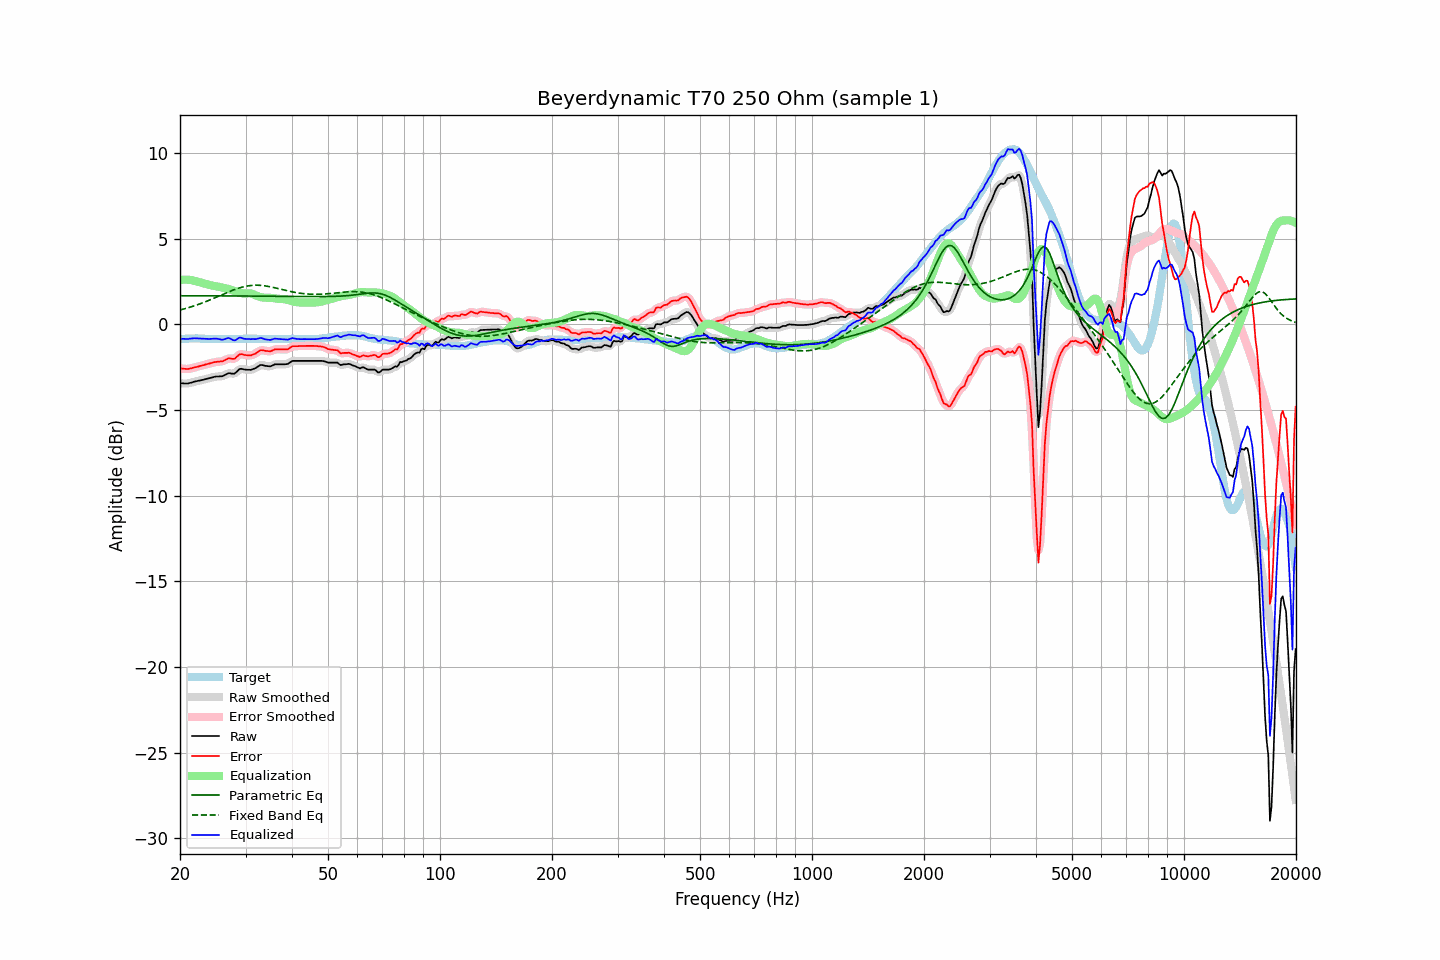 Beyerdynamic T70 250 Ohm (sample 1)
Amplitude (dBr)
10
5
0
−5
−10
−15
−20
−25
−30
Target
Raw Smoothed
Error Smoothed
Raw
Error
Equalization
Parametric Eq
Fixed Band Eq
Equalized
20 50 100 200 500 1000 2000 5000 10000 20000
Frequency (Hz)